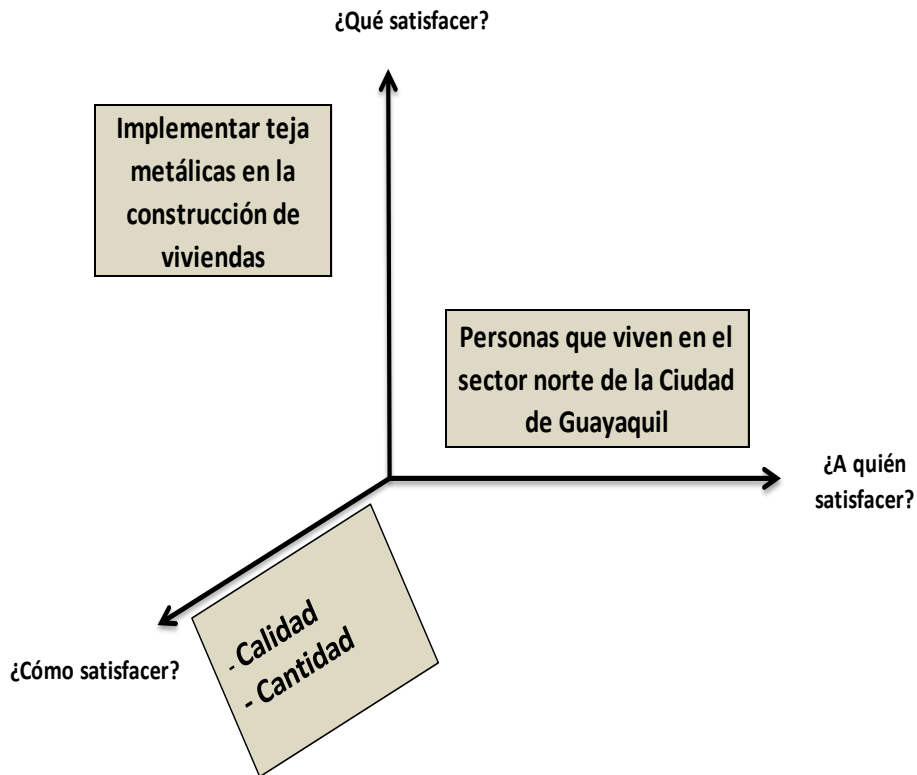 ¿Qué satisfacer?
Implementar teja
metálicas en la
construcción de
viviendas
Personas que viven en el
sector norte de la Ciudad
de Guayaquil
¿A quién
satisfacer?
- Calidad
- Cantidad
¿Cómo satisfacer?